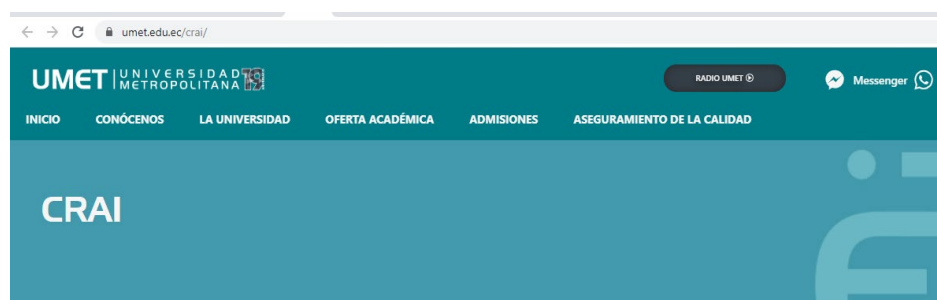 umet.edu.ec/crai/
UMET UNIVERSIDAD
METROPOLITANA
RADIO UMET
Messenger
INICIO CONÓCENOS LA UNIVERSIDAD OFERTA ACADÉMICA ADMISIONES ASEGURAMIENTO DE LA CALIDAD
CRAI